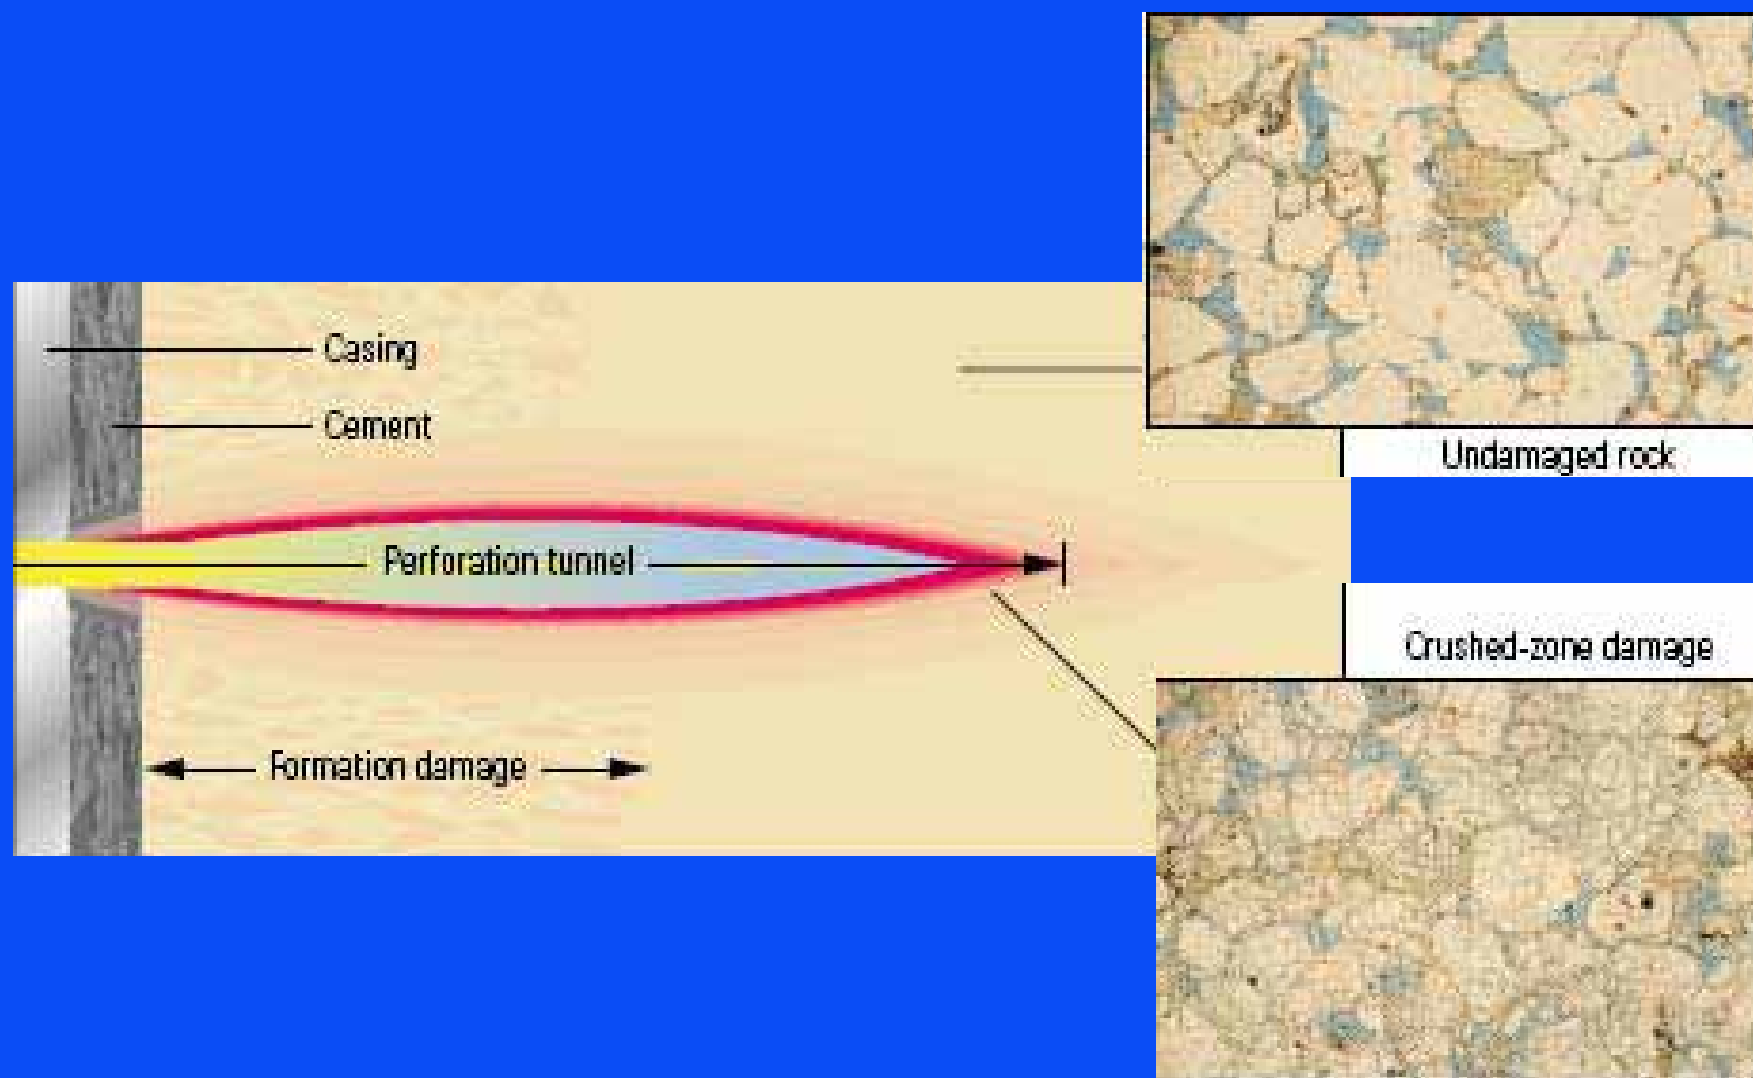 Casing
Cement
Undamaged rock
Perforation tunnel
Crushed-zone damage
Formation damage